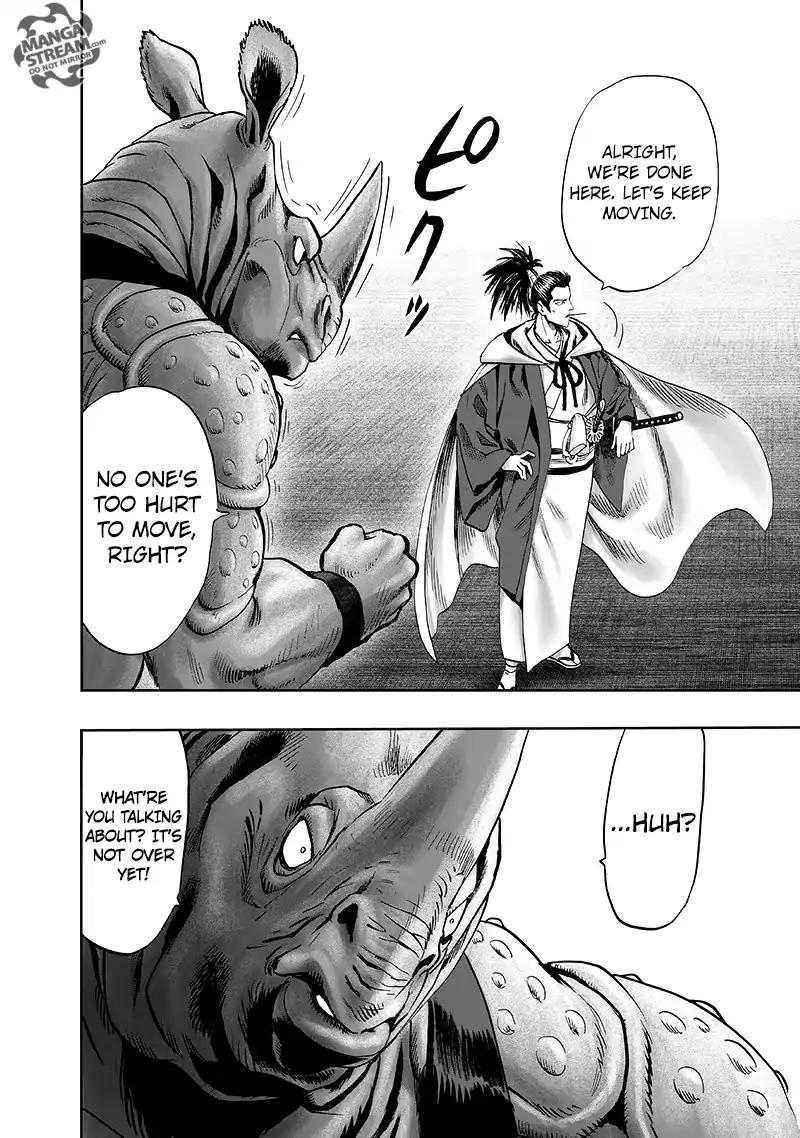 MANGA
STREAM.com
DO NOT MIRROR
ALRIGHT,
WE'RE DONE
HERE. LET'S KEEP
MOVING.
ピクッ
NO ONE'S
TOO HURT
TO MOVE,
RIGHT?
...HUH?
WHAT'RE
YOU TALKING
ABOUT? IT'S
NOT OVER
YET!